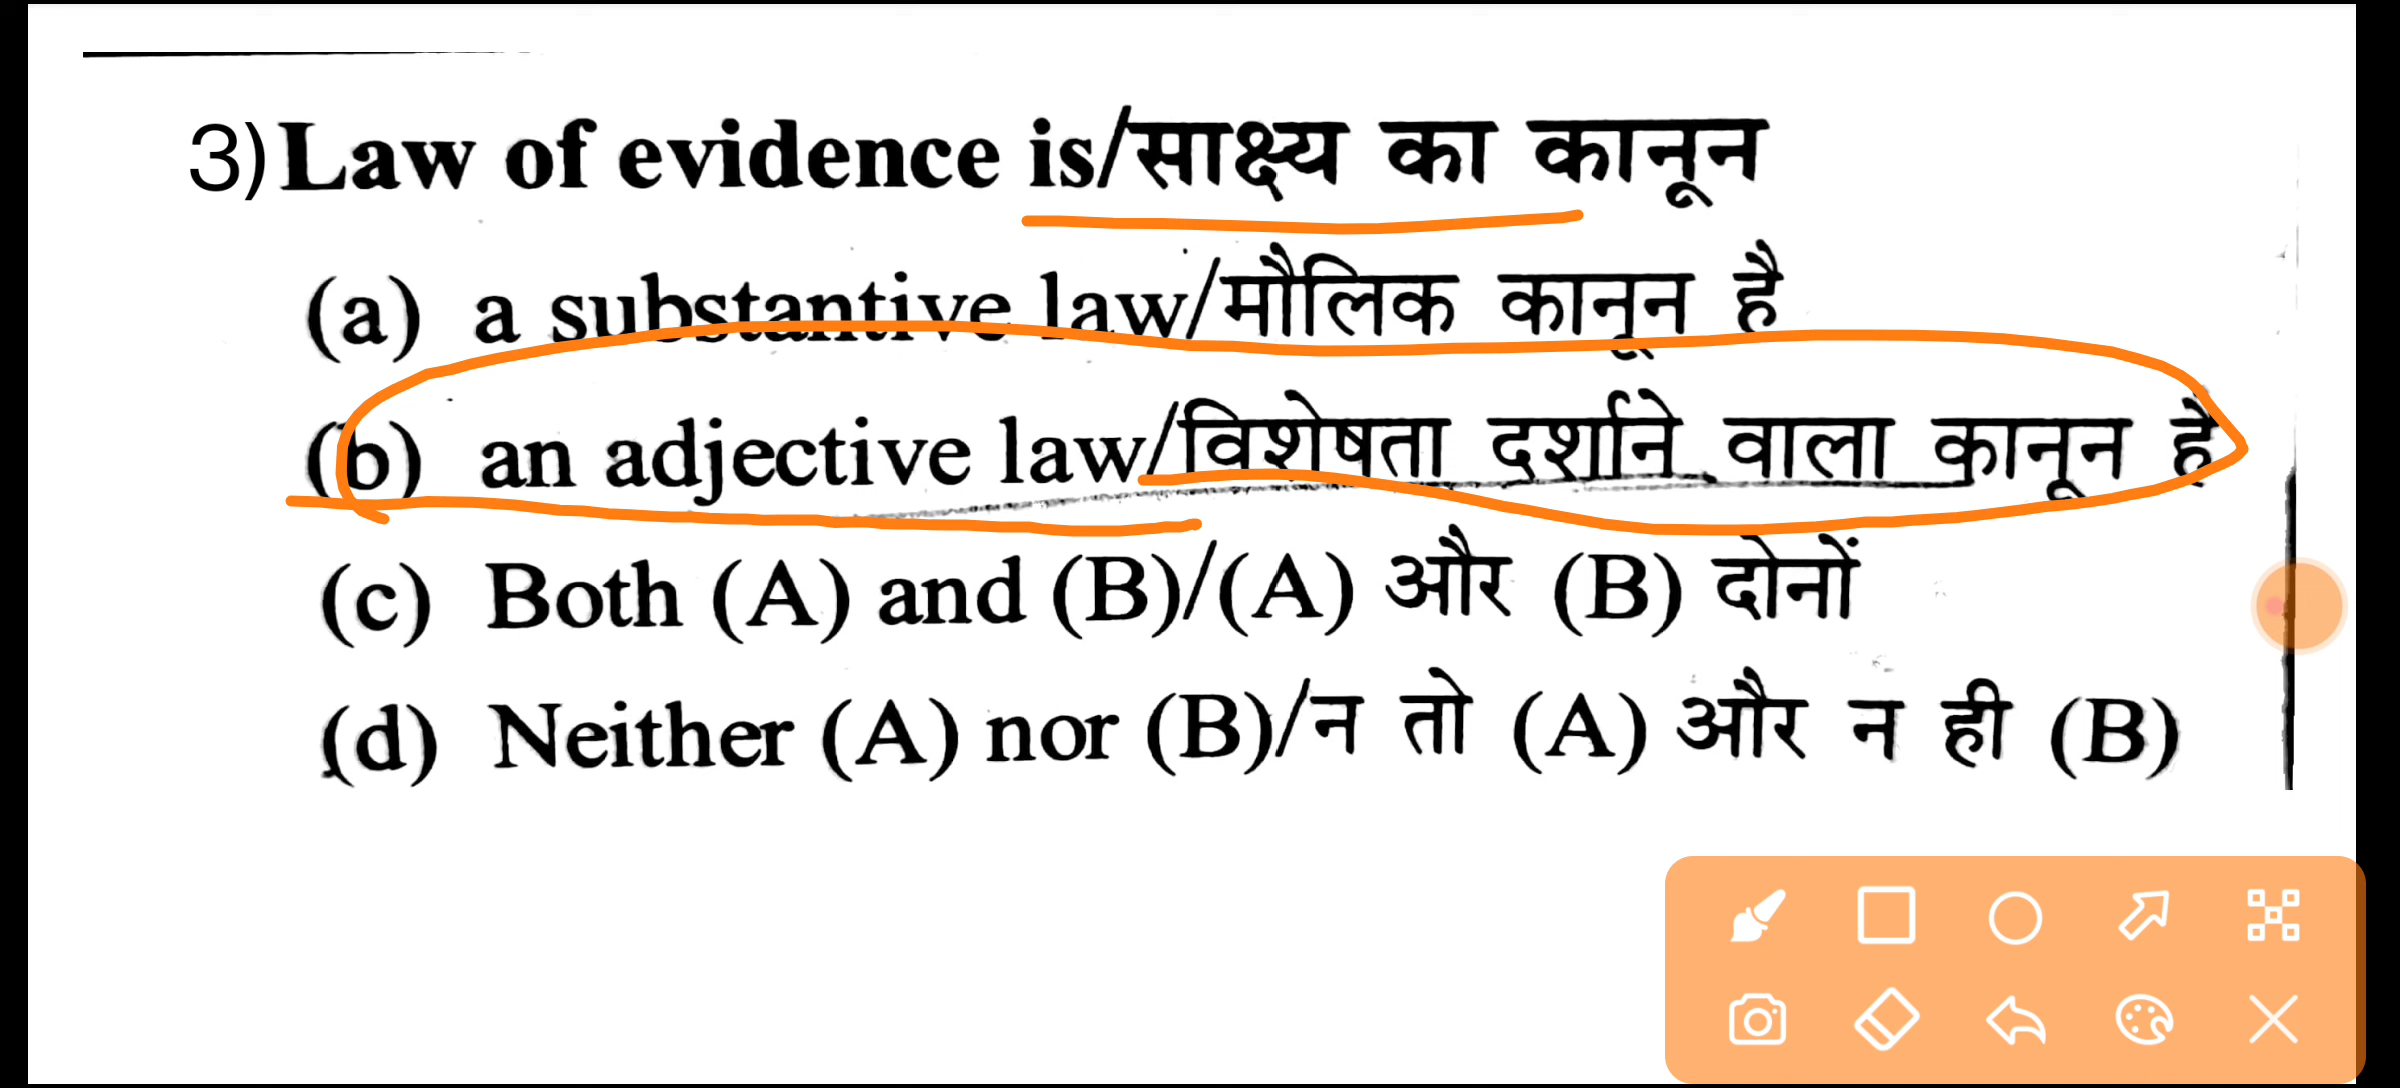 3)Law of evidence is/साक्ष्य का कानून
(a) a substantive law/मौलिक कानून है
(b) an adjective law/विशेषता दर्शाने वाला कानून है
(c) Both (A) and (B)/(A) और (B) दोनों
(d) Neither (A) nor (B)/न तो (A) और न ही (B)